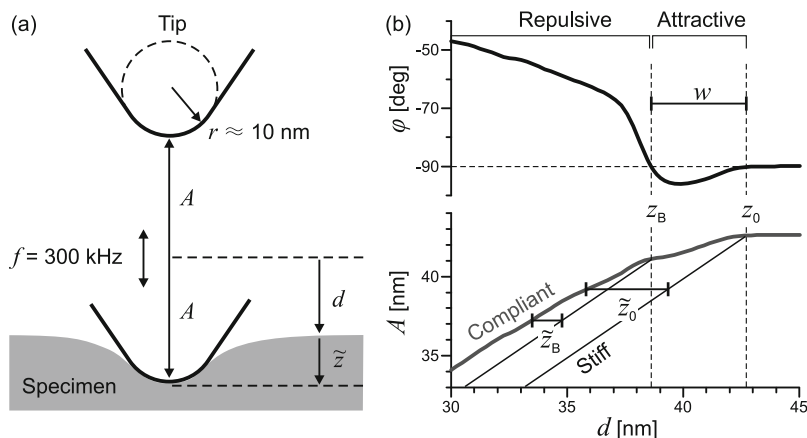 (a)
Tip
r ≈ 10 nm
A
f = 300 kHz
A
d
z̃
Specimen
(b)
Repulsive
Attractive
-50
-70
-90
φ [deg]
w
z_B
z_0
40
35
A [nm]
Compliant
z̃_B
z̃_0
Stiff
30
35
40
45
d [nm]